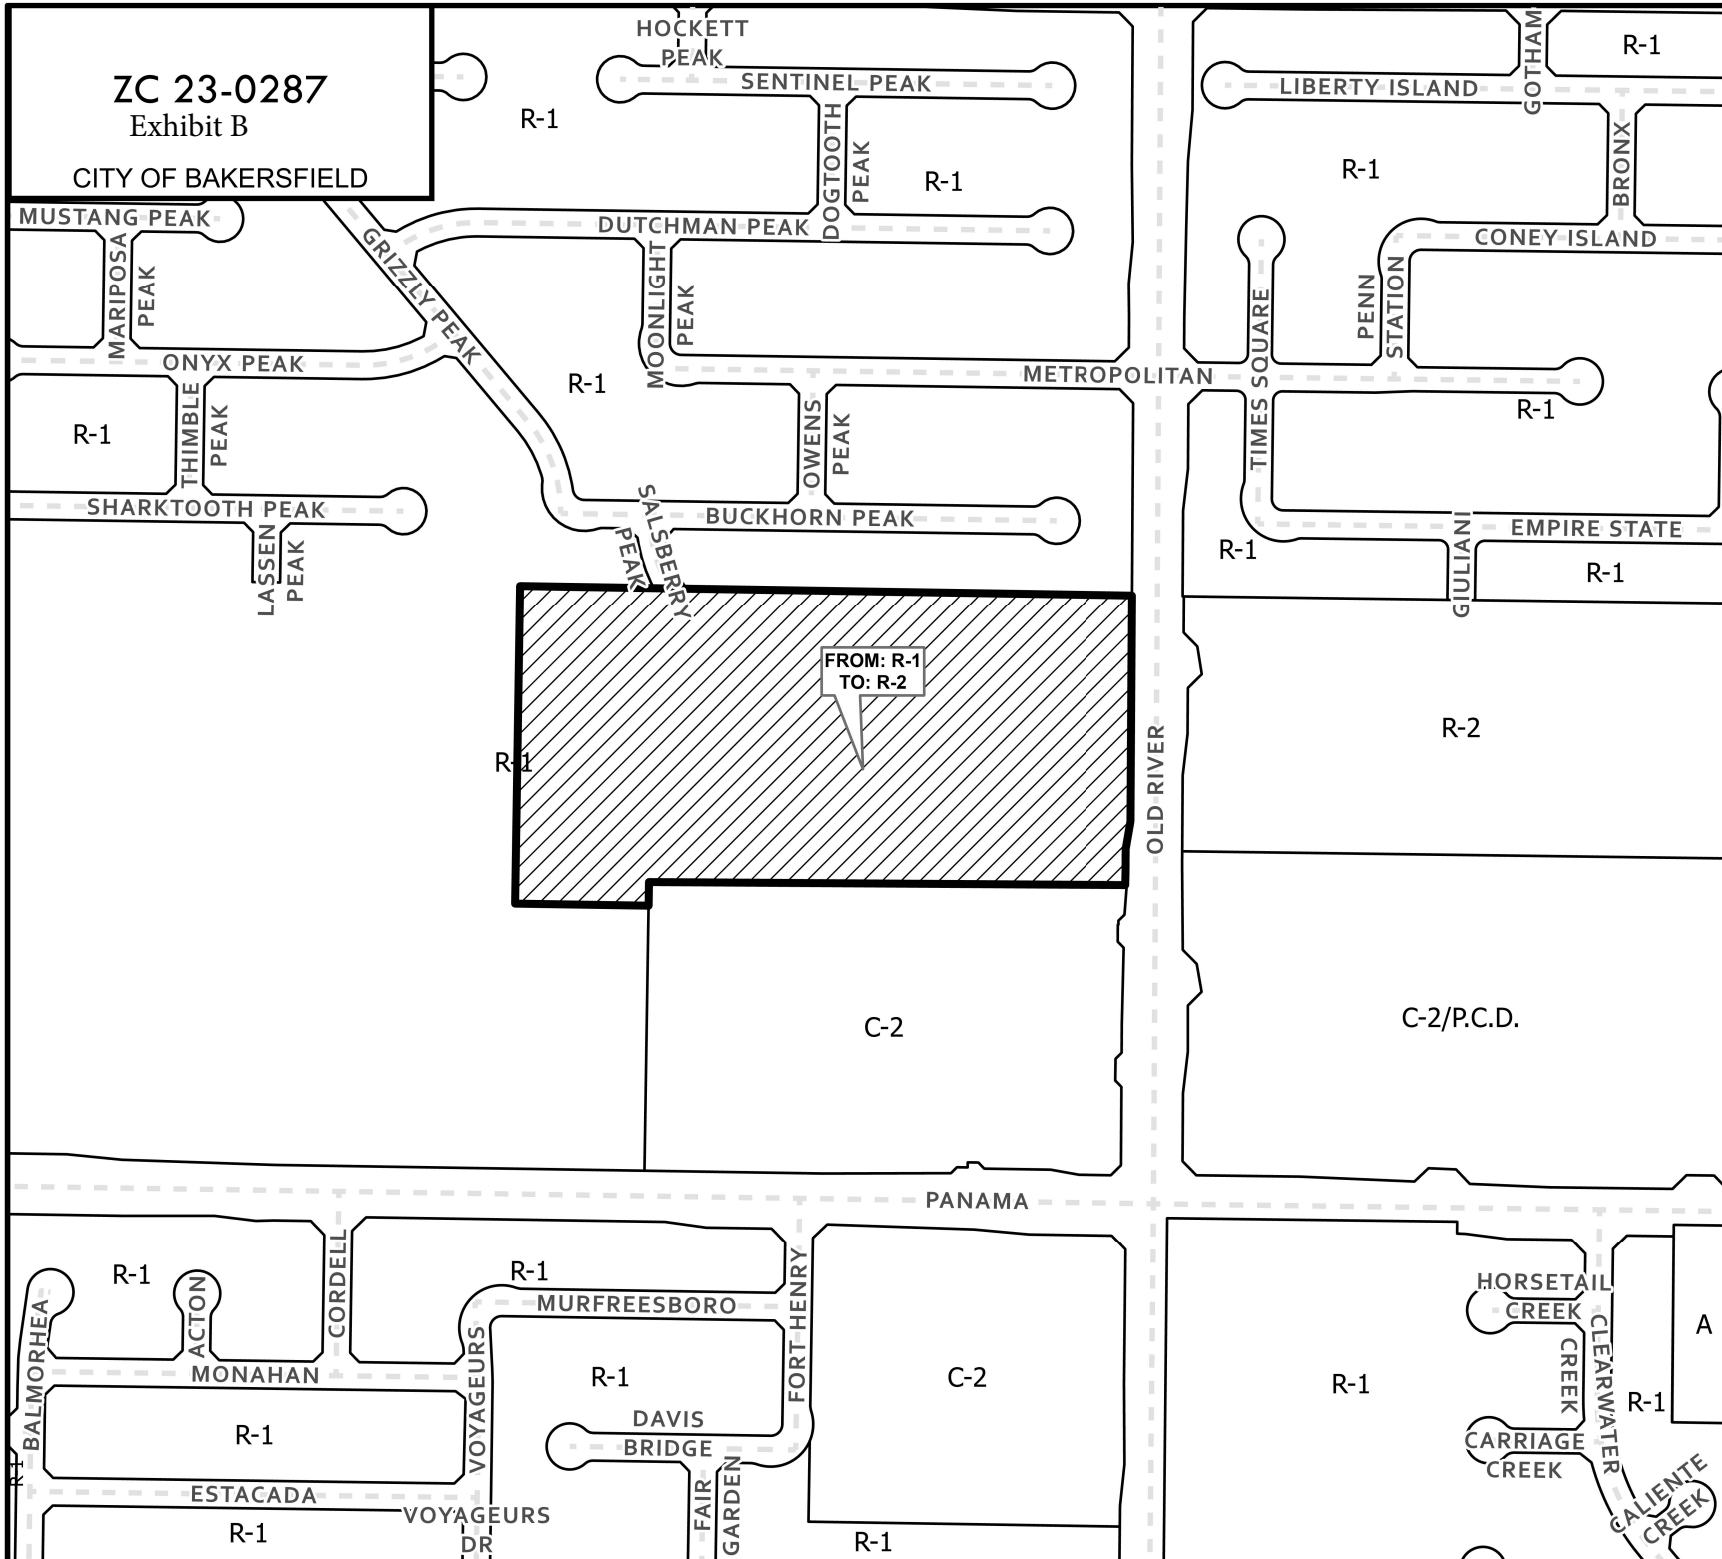 ZC 23-0287
Exhibit B
CITY OF BAKERSFIELD
HOCKETT
PEAK
SENTINEL PEAK
R-1
DOGTOOTH
PEAK
R-1
LIBERTY ISLAND
GOTHAM
R-1
R-1
BRONX
MUSTANG PEAK
MARIPOSA
PEAK
GRIZZLY PEAK
DUTCHMAN PEAK
MOONLIGHT
PEAK
CONEY ISLAND
PENN
STATION
TIMES SQUARE
ONYX PEAK
R-1
METROPOLITAN
R-1
R-1
THIMBLE
PEAK
OWENS
PEAK
SHARKTOOTH PEAK
LASSEN
PEAK
SALSBERRY
PEAK
BUCKHORN PEAK
EMPIRE STATE
R-1
GIULIANI
R-1
FROM: R-1
TO: R-2
R-1
OLD RIVER
R-2
C-2
C-2/P.C.D.
PANAMA
R-1
BALMORHEA
ACTON
CORDELL
R-1
MURFREESBORO
FORT HENRY
MONAHAN
VOYAGEURS
R-1
C-2
R-1
HORSETAIL
CREEK
CLEARWATER
CREEK
A
R-1
R-1
DAVIS
BRIDGE
FAIR
GARDEN
CARRIAGE
CREEK
CALIENTE
CREEK
R-1
ESTACADA
VOYAGEURS
DR
R-1
R-1